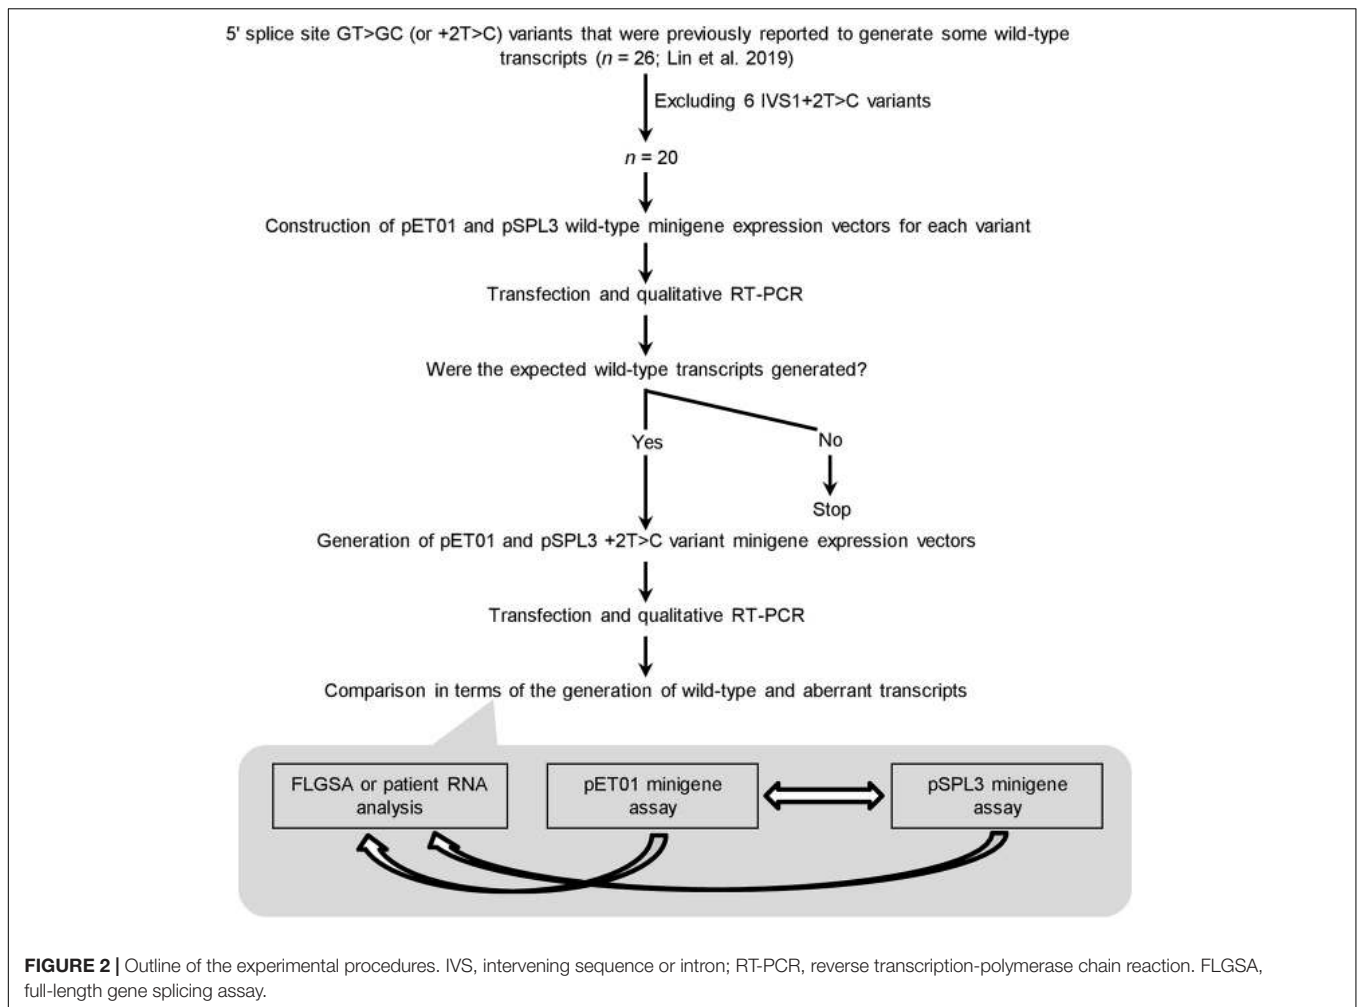 5' splice site GT>GC (or +2T>C) variants that were previously reported to generate some wild-type
transcripts (n = 26; Lin et al. 2019)
Excluding 6 IVS1+2T>C variants
n = 20
Construction of pET01 and pSPL3 wild-type minigene expression vectors for each variant
Transfection and qualitative RT-PCR
Were the expected wild-type transcripts generated?
Yes
No
Stop
Generation of pET01 and pSPL3 +2T>C variant minigene expression vectors
Transfection and qualitative RT-PCR
Comparison in terms of the generation of wild-type and aberrant transcripts
FLGSA or patient RNA
analysis
pET01 minigene
assay
pSPL3 minigene
assay
FIGURE 2 | Outline of the experimental procedures. IVS, intervening sequence or intron; RT-PCR, reverse transcription-polymerase chain reaction. FLGSA,
full-length gene splicing assay.